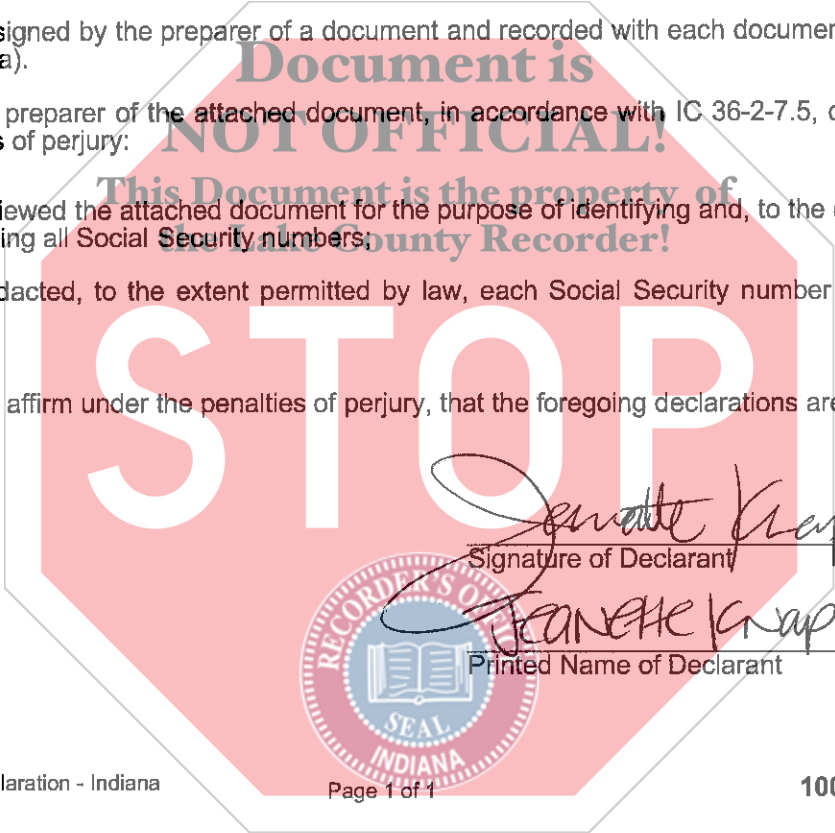 signed by the preparer of a document and recorded with each documen
a).
Document is
preparer of the attached document, in accordance with IC 36-2-7.5,
NOT OFFICIAL!
s of perjury:
This Document is the property of
iewed the attached document for the purpose of identifying and, to the
ing all Social Security numbers;
the Lake County Recorder!
dacted, to the extent permitted by law, each Social Security number
STOP
affirm under the penalties of perjury, that the foregoing declarations are
Jeanette Knap
Signature of Declarant
JEANETTE KNAP
Printed Name of Declarant
RECORDER'S OFFICE
SEAL
INDIANA
laration - Indiana
Page 1 of 1
100